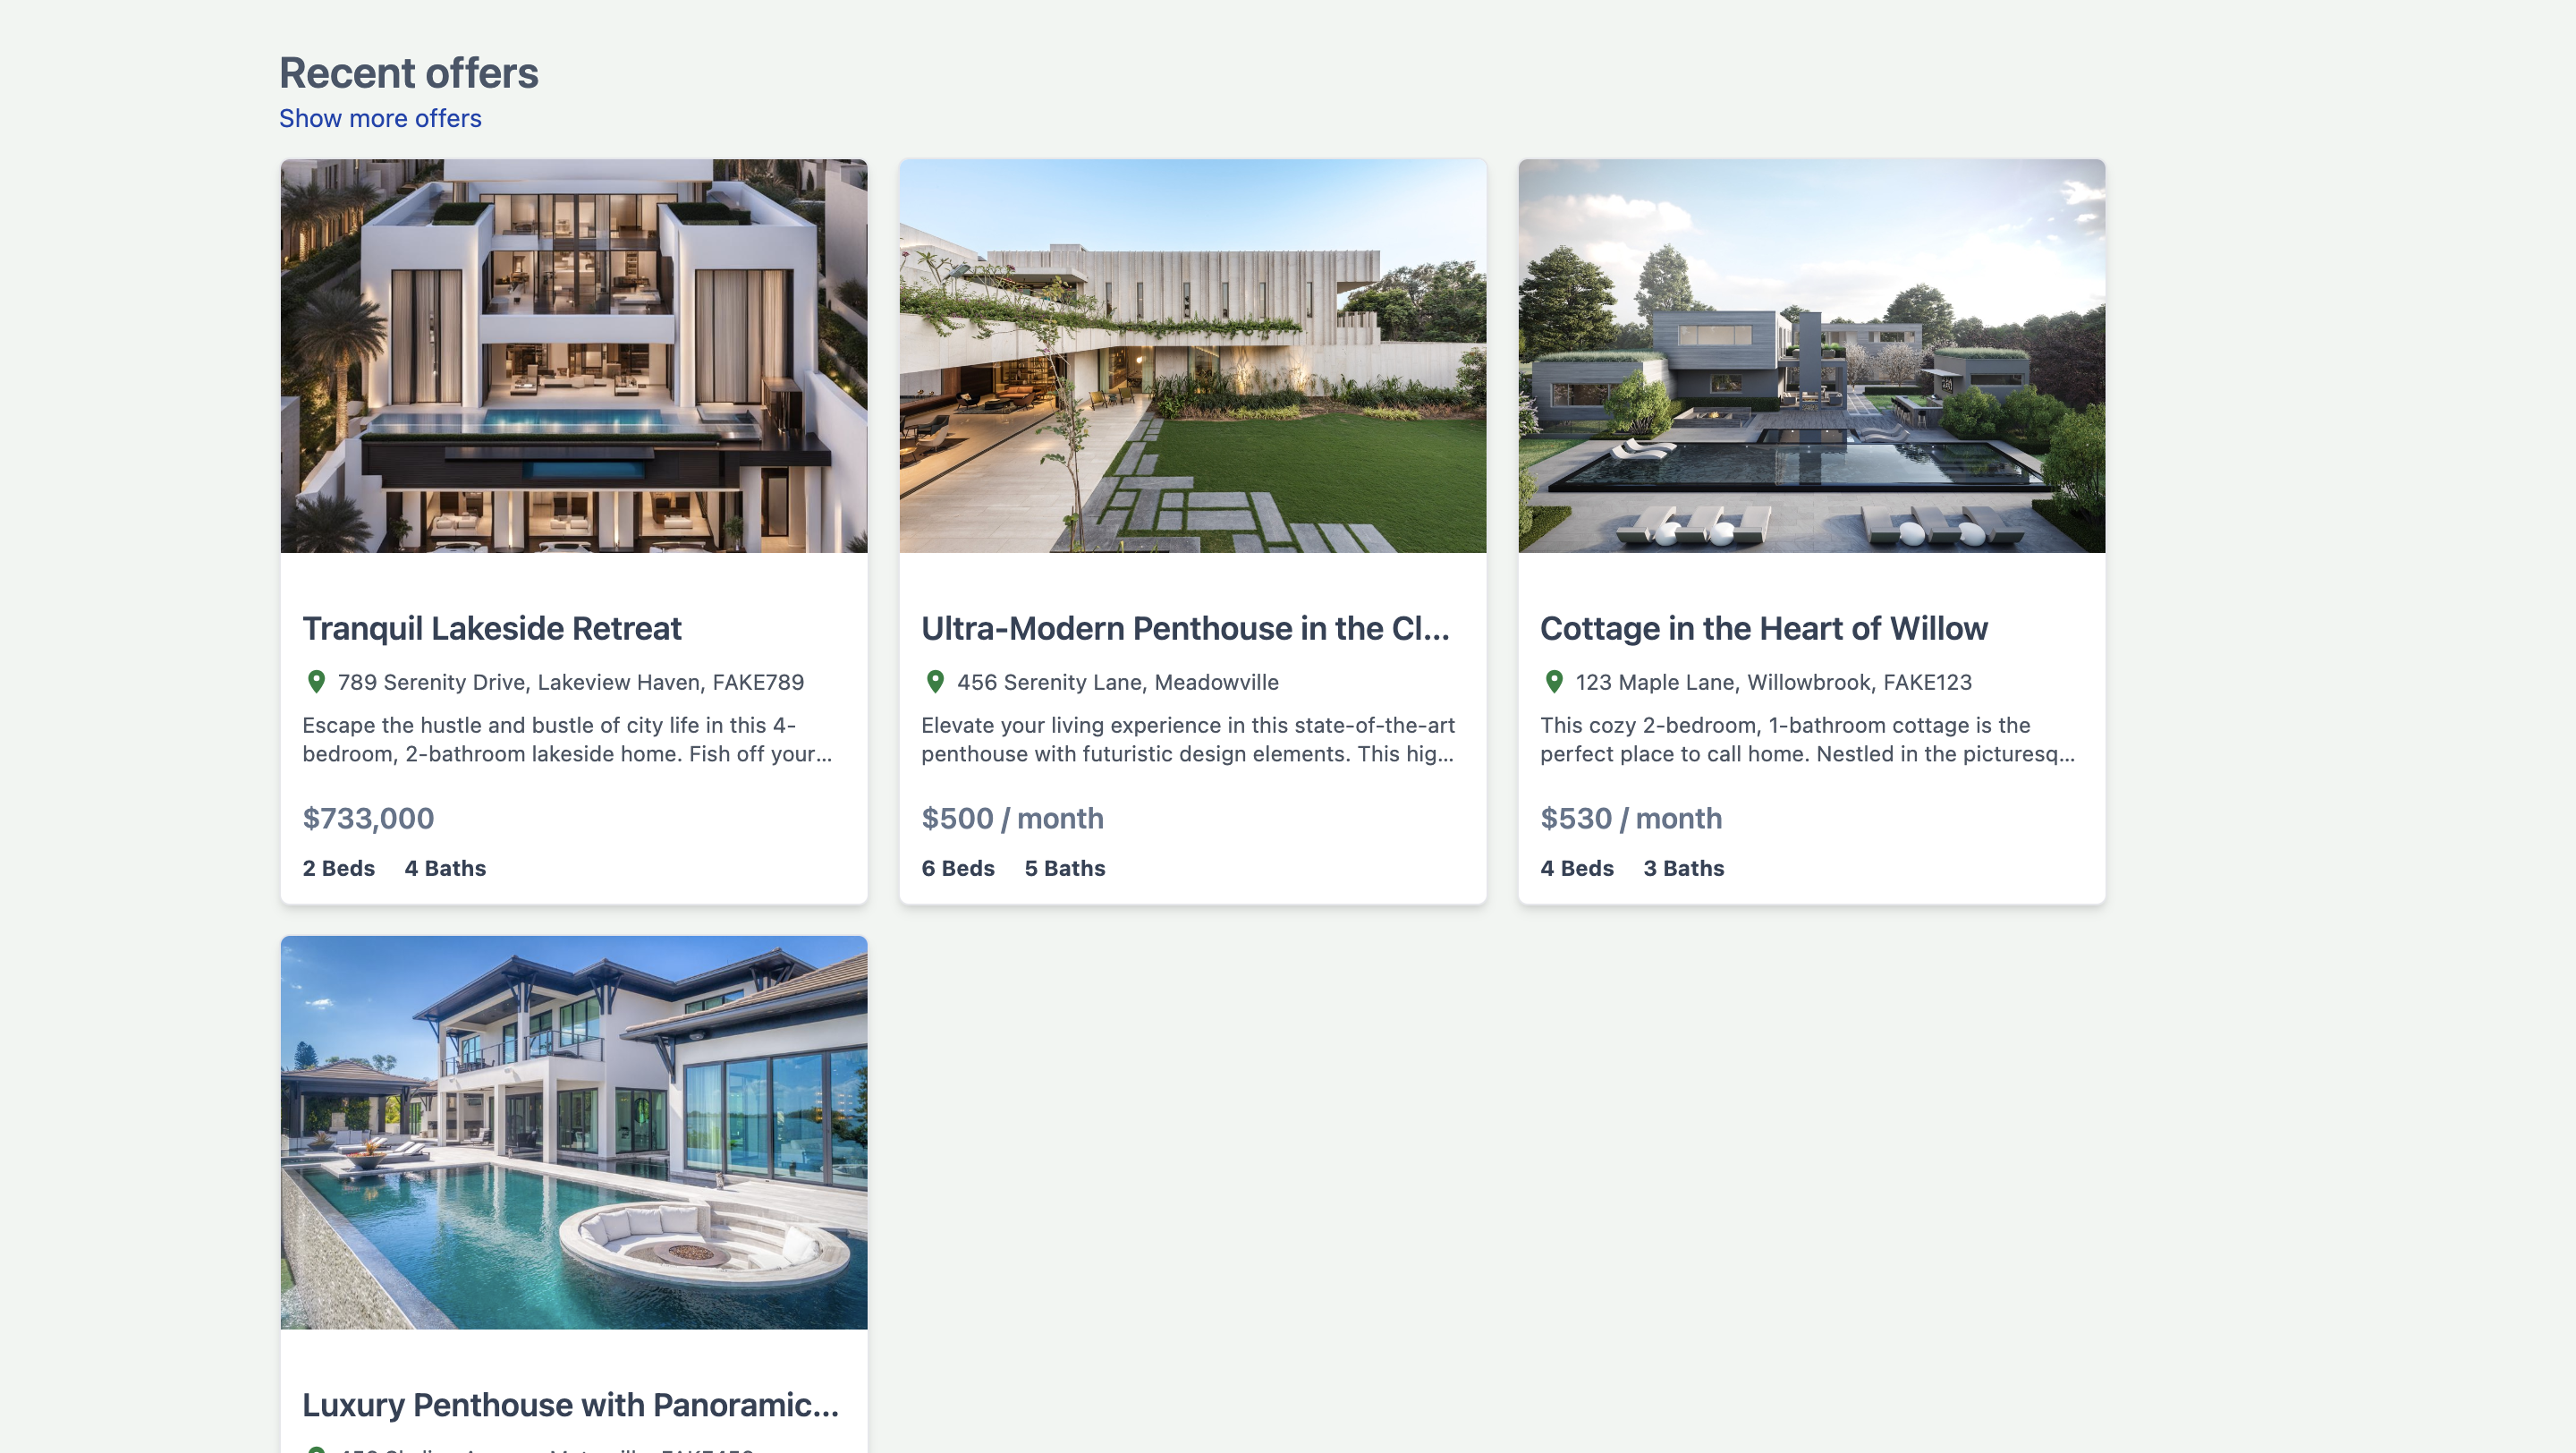 Recent offers
Show more offers
Tranquil Lakeside Retreat
789 Serenity Drive, Lakeview Haven, FAKE789
Escape the hustle and bustle of city life in this 4-
bedroom, 2-bathroom lakeside home. Fish off your...
$733,000
2 Beds 4 Baths
Ultra-Modern Penthouse in the Cl...
456 Serenity Lane, Meadowville
Elevate your living experience in this state-of-the-art
penthouse with futuristic design elements. This hig...
$500 / month
6 Beds 5 Baths
Cottage in the Heart of Willow
123 Maple Lane, Willowbrook, FAKE123
This cozy 2-bedroom, 1-bathroom cottage is the
perfect place to call home. Nestled in the picturesq...
$530 / month
4 Beds 3 Baths
Luxury Penthouse with Panoramic...